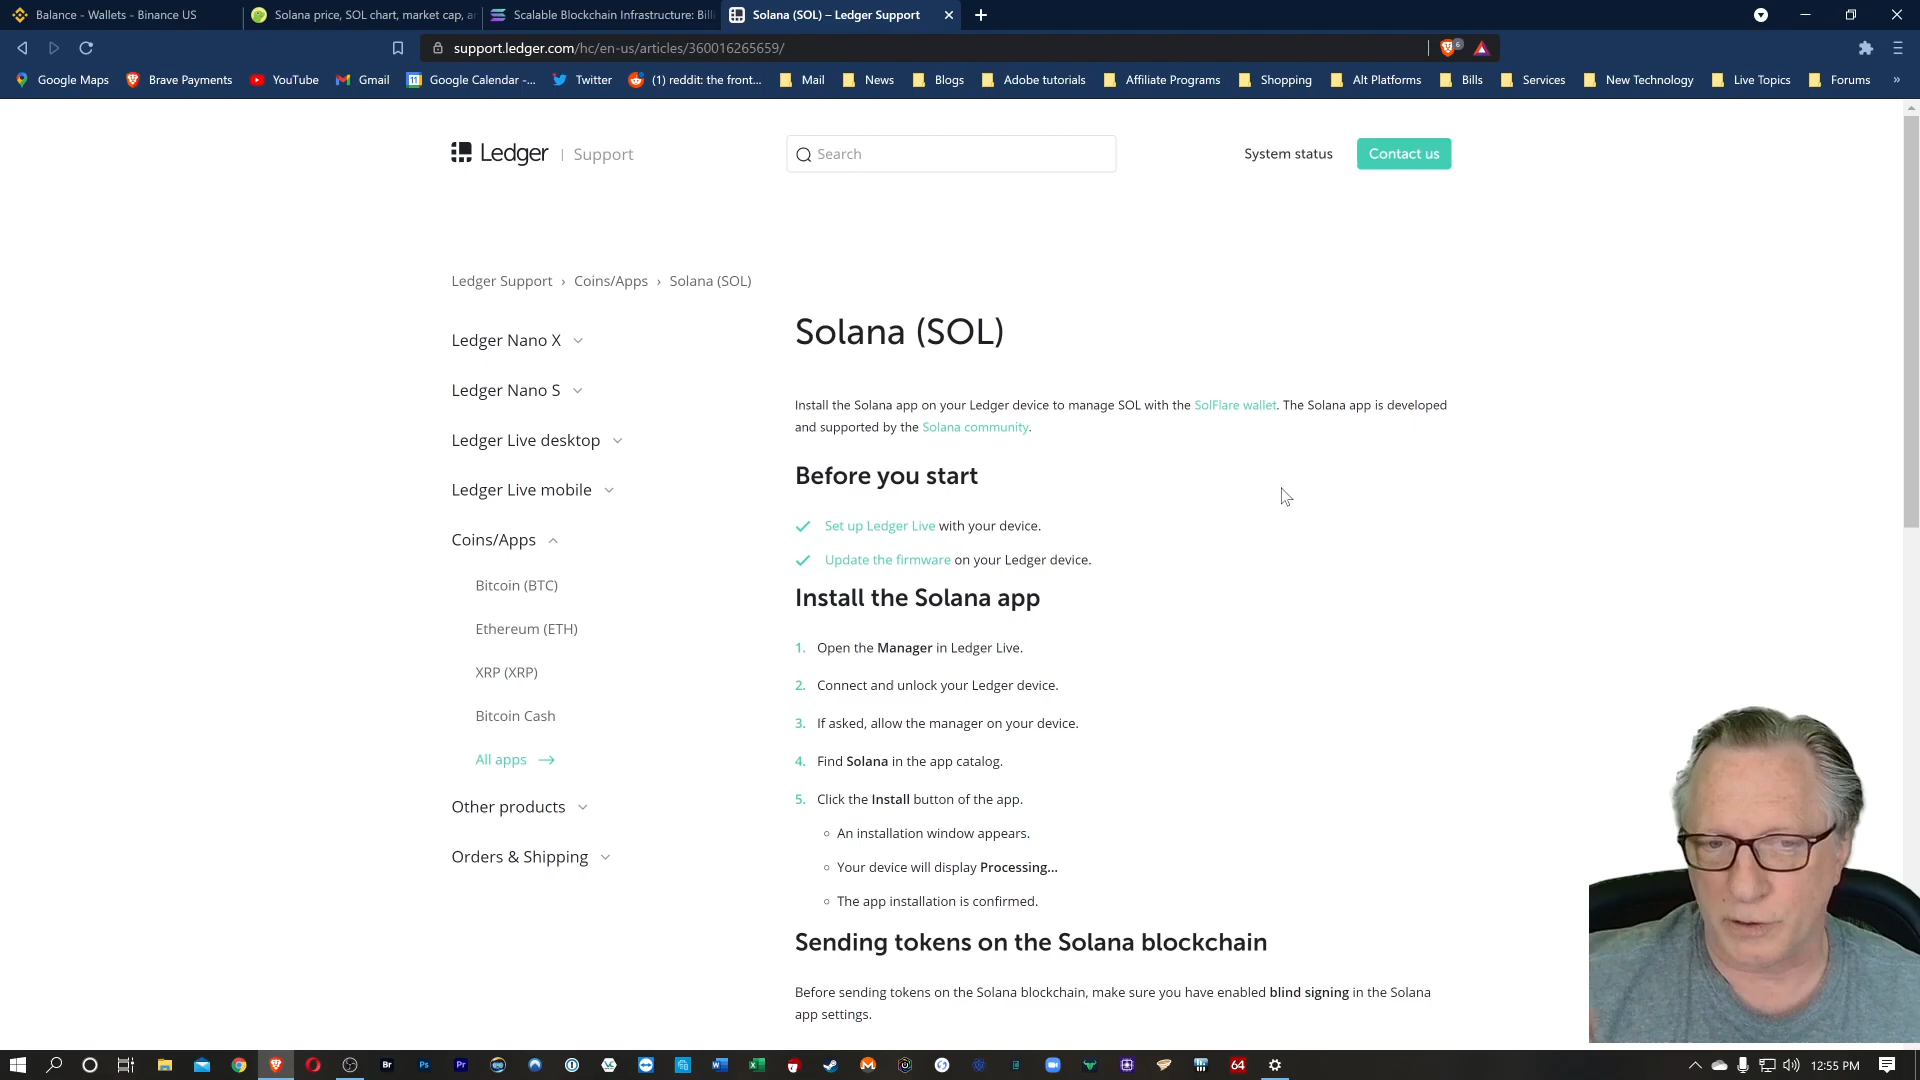 Balance - Wallets - Binance US
Solana price, SOL chart, market cap, a
Scalable Blockchain Infrastructure: Bill
Solana (SOL) – Ledger Support
support.ledger.com/hc/en-us/articles/360016265659/
6
Google Maps
Brave Payments
YouTube
Gmail
Google Calendar -...
Twitter
(1) reddit: the front...
Mail
News
Blogs
Adobe tutorials
Affiliate Programs
Shopping
Alt Platforms
Bills
Services
New Technology
Live Topics
Forums
»
Ledger | Support
Search
System status
Contact us
Ledger Support › Coins/Apps › Solana (SOL)
Ledger Nano X
Ledger Nano S
Ledger Live desktop
Ledger Live mobile
Coins/Apps
Bitcoin (BTC)
Ethereum (ETH)
XRP (XRP)
Bitcoin Cash
All apps →
Other products
Orders & Shipping
Solana (SOL)
Install the Solana app on your Ledger device to manage SOL with the SolFlare wallet. The Solana app is developed
and supported by the Solana community.
Before you start
Set up Ledger Live with your device.
Update the firmware on your Ledger device.
Install the Solana app
1. Open the Manager in Ledger Live.
2. Connect and unlock your Ledger device.
3. If asked, allow the manager on your device.
4. Find Solana in the app catalog.
5. Click the Install button of the app.
An installation window appears.
Your device will display Processing...
The app installation is confirmed.
Sending tokens on the Solana blockchain
Before sending tokens on the Solana blockchain, make sure you have enabled blind signing in the Solana
app settings.
Br
Ps
Pr
64
12:55 PM